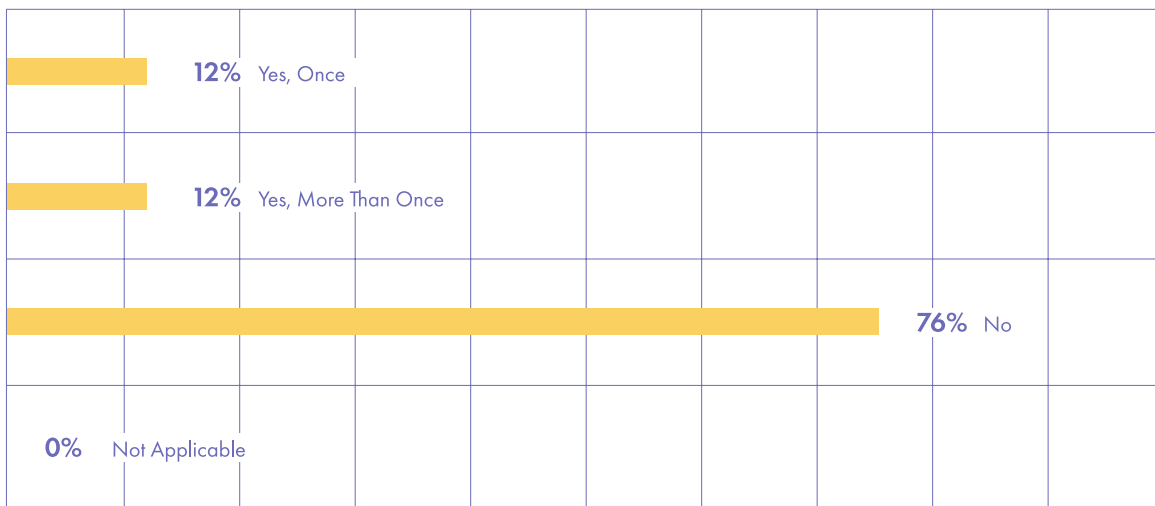 12% Yes, Once
12% Yes, More Than Once
76% No
0% Not Applicable